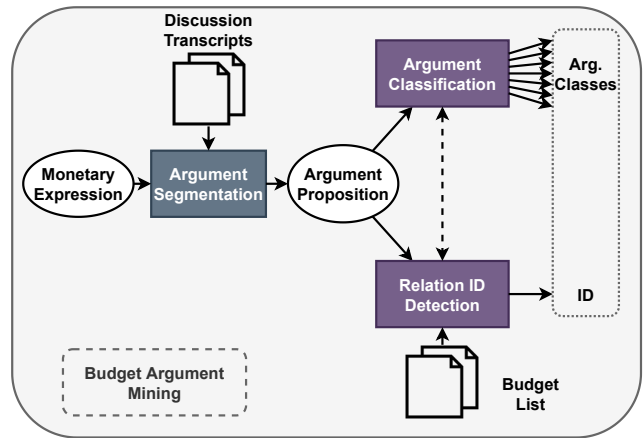 Discussion
Transcripts
Argument
Classification
Arg.
Classes
Monetary
Expression
Argument
Segmentation
Argument
Proposition
Relation ID
Detection
ID
Budget Argument
Mining
Budget
List